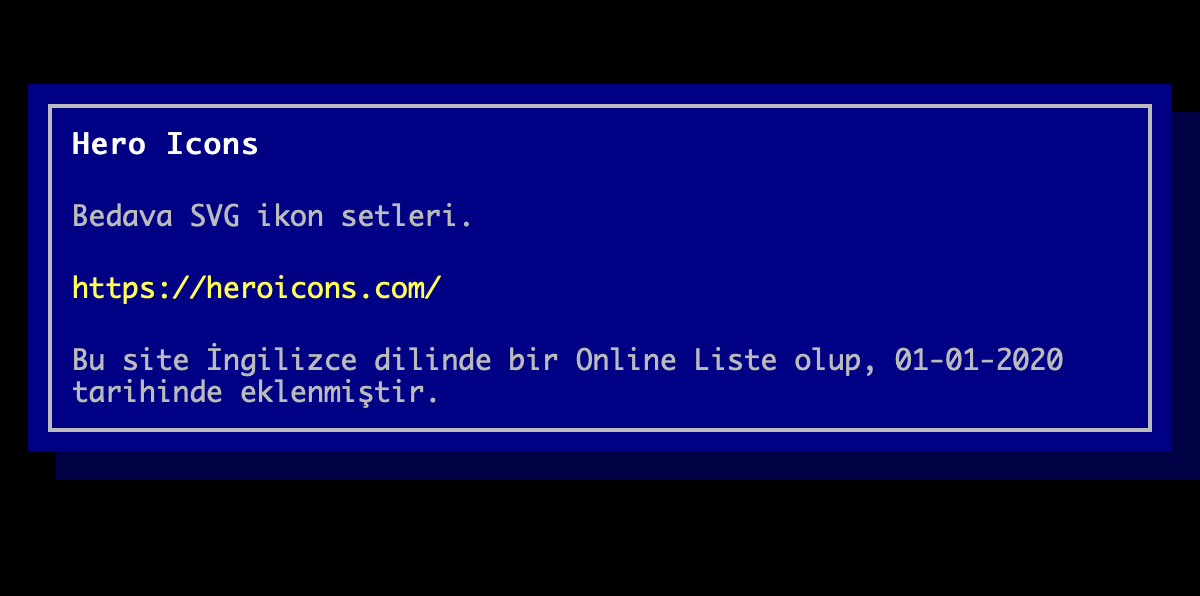 Hero Icons
Bedava SVG ikon setleri.
https://heroicons.com/
Bu site İngilizce dilinde bir Online Liste olup, 01-01-2020
tarihinde eklenmiştir.